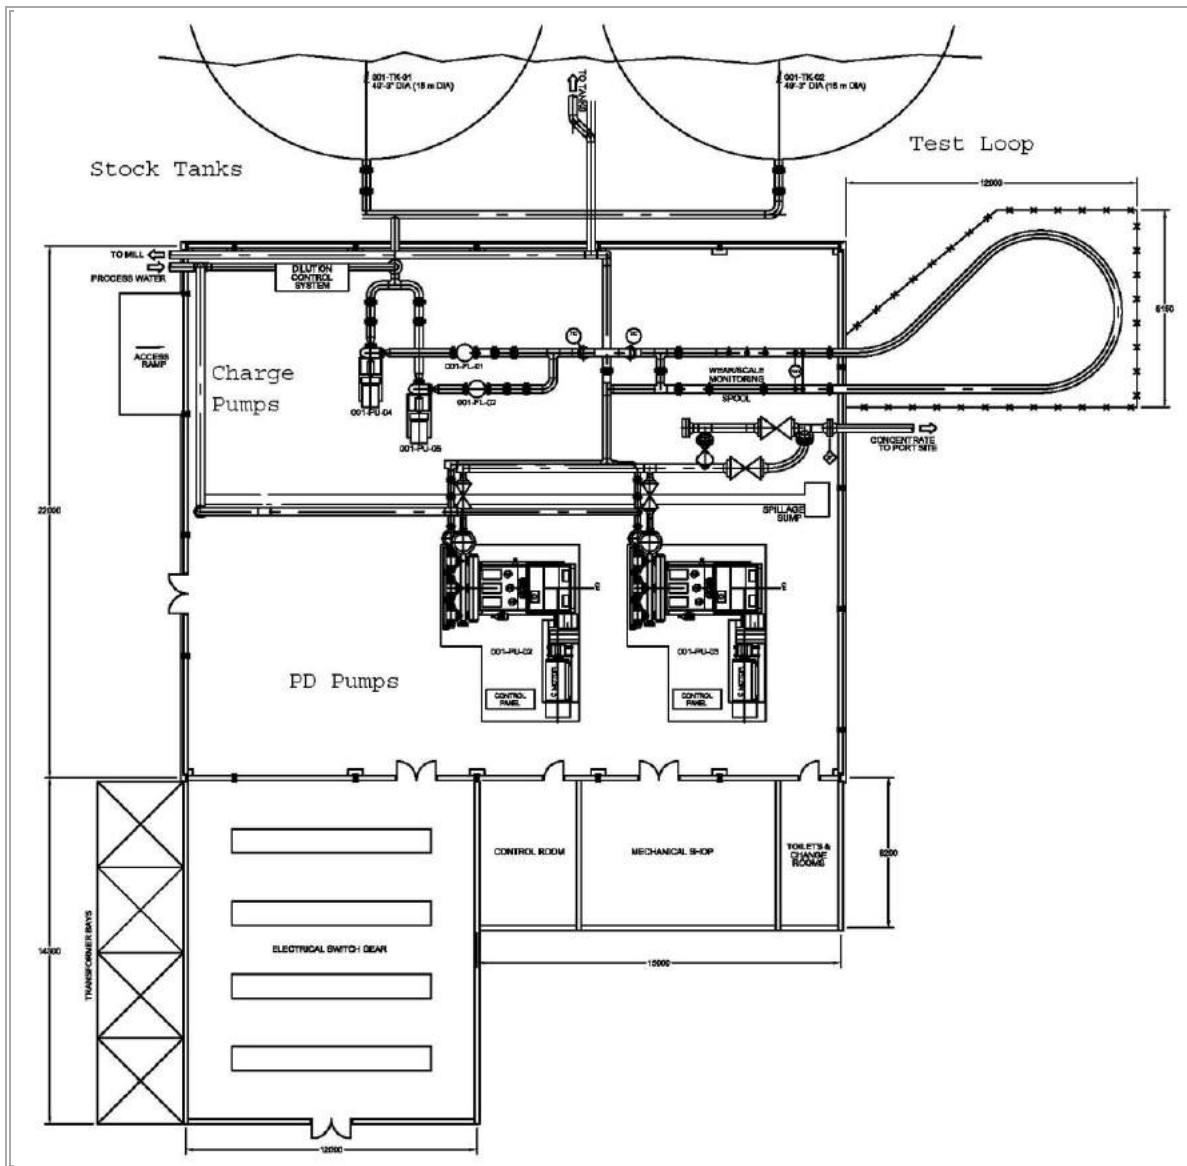 001-TK-01
49'-3" DIA (15 m DIA)
TO TANKS
001-TK-02
49'-3" DIA (15 m DIA)
Test Loop
Stock Tanks
12000
TO MILL
PROCESS WATER
DILUTION
CONTROL
SYSTEM
8150
ACCESS
RAMP
Charge
Pumps
001-FL-01
001-FL-02
WEAR/SCALE
MONITORING
SPOOL
001-PU-04
001-PU-05
CONCENTRATE
TO PORT SITE
22000
SPILLAGE
SUMP
001-PU-02
001-PU-03
PD Pumps
CONTROL
PANEL
MOTOR
CONTROL
PANEL
MOTOR
CONTROL ROOM
MECHANICAL SHOP
TOILETS &
CHANGE
ROOMS
6200
TRANSFORMER BAYS
ELECTRICAL SWITCH GEAR
15000
12000